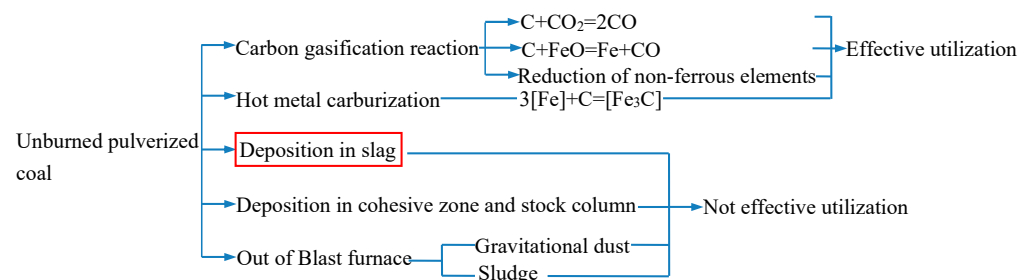 C+CO₂=2CO
Carbon gasification reaction
C+FeO=Fe+CO
Effective utilization
Reduction of non-ferrous elements
Hot metal carburization
3[Fe]+C=[Fe₃C]
Unburned pulverized
coal
Deposition in slag
Deposition in cohesive zone and stock column
Not effective utilization
Out of Blast furnace
Gravitational dust
Sludge